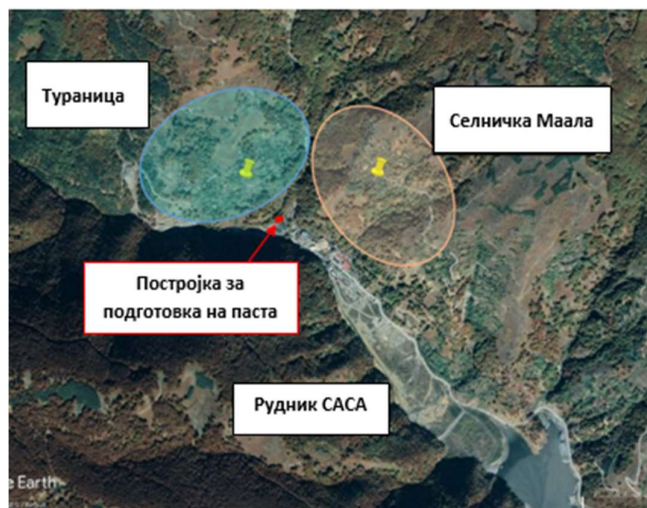 Тураница
Селничка Маала
Постројка за
подготовка на паста
Рудник САСА
e Earth